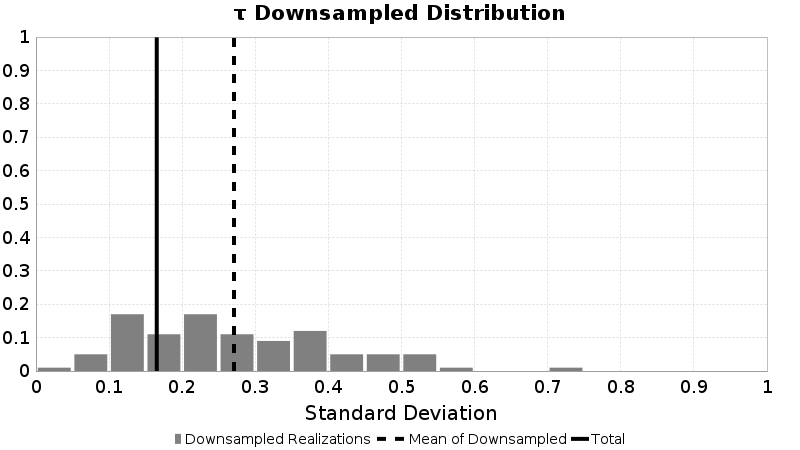 τ Downsampled Distribution
1
0.9
0.8
0.7
0.6
0.5
0.4
0.3
0.2
0.1
0
0 0.1 0.2 0.3 0.4 0.5 0.6 0.7 0.8 0.9 1
Standard Deviation
Downsampled Realizations Mean of Downsampled Total